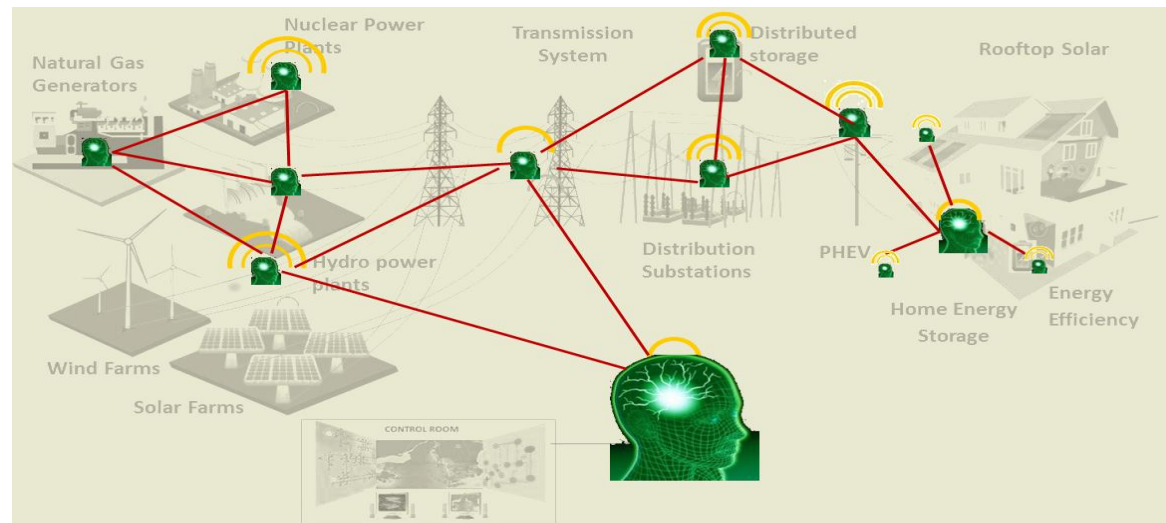 Nuclear Power
Plants
Natural Gas
Generators
Transmission
System
Distributed
storage
Rooftop Solar
Hydro power
plants
Distribution
Substations
PHEV
Home Energy
Storage
Energy
Efficiency
Wind Farms
Solar Farms
CONTROL ROOM